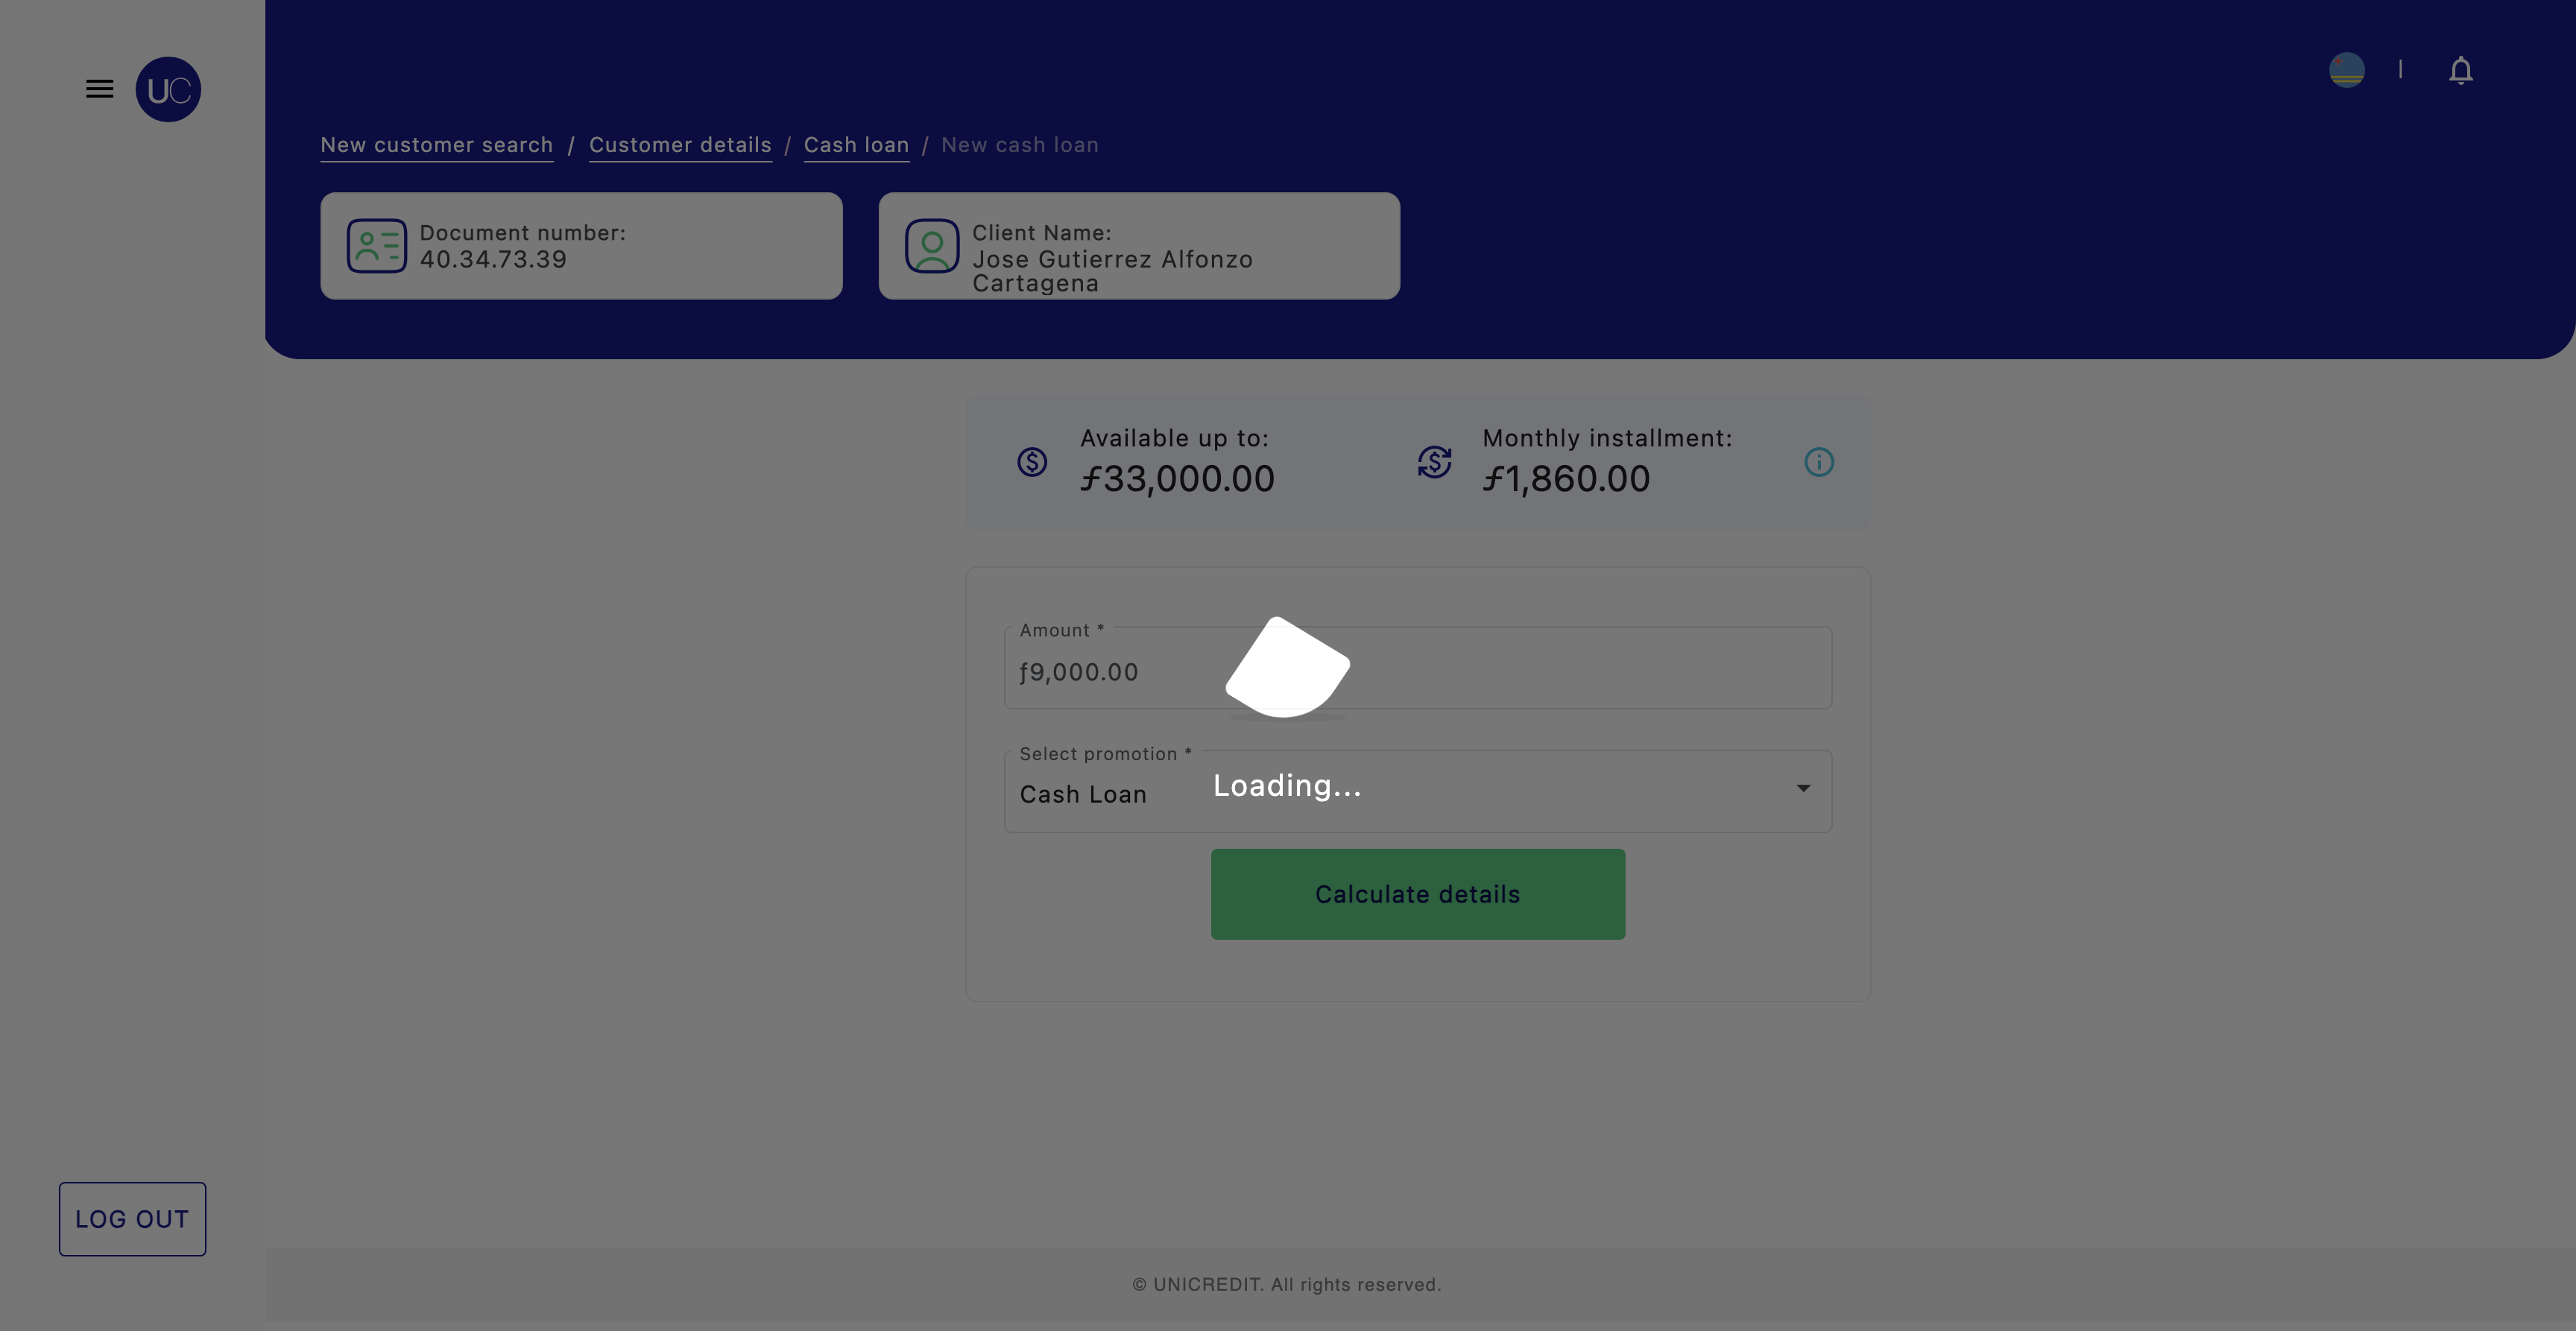 UC
New customer search / Customer details / Cash loan / New cash loan
Document number:
40.34.73.39
Client Name:
Jose Gutierrez Alfonzo
Cartagena
Available up to:
ƒ33,000.00
Monthly installment:
ƒ1,860.00
Amount *
ƒ9,000.00
Select promotion *
Cash Loan
Loading...
Calculate details
LOG OUT
© UNICREDIT. All rights reserved.